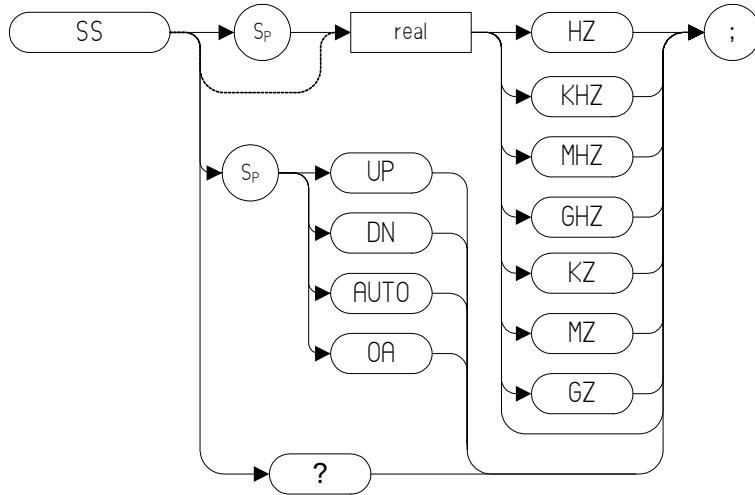 SS SP real HZ ;
KHZ
MHZ
SP UP
GHZ
DN
KZ
AUTO
MZ
OA
GZ
?